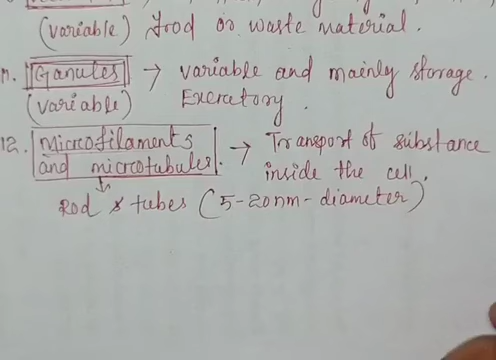 (variable) Food or waste material.
11. Ganules → variable and mainly storage.
(variable) Excretory.
12. Microfilaments → Transport of substance
and microtubules. inside the cell.
Rod & tubes (5-20nm-diameter)